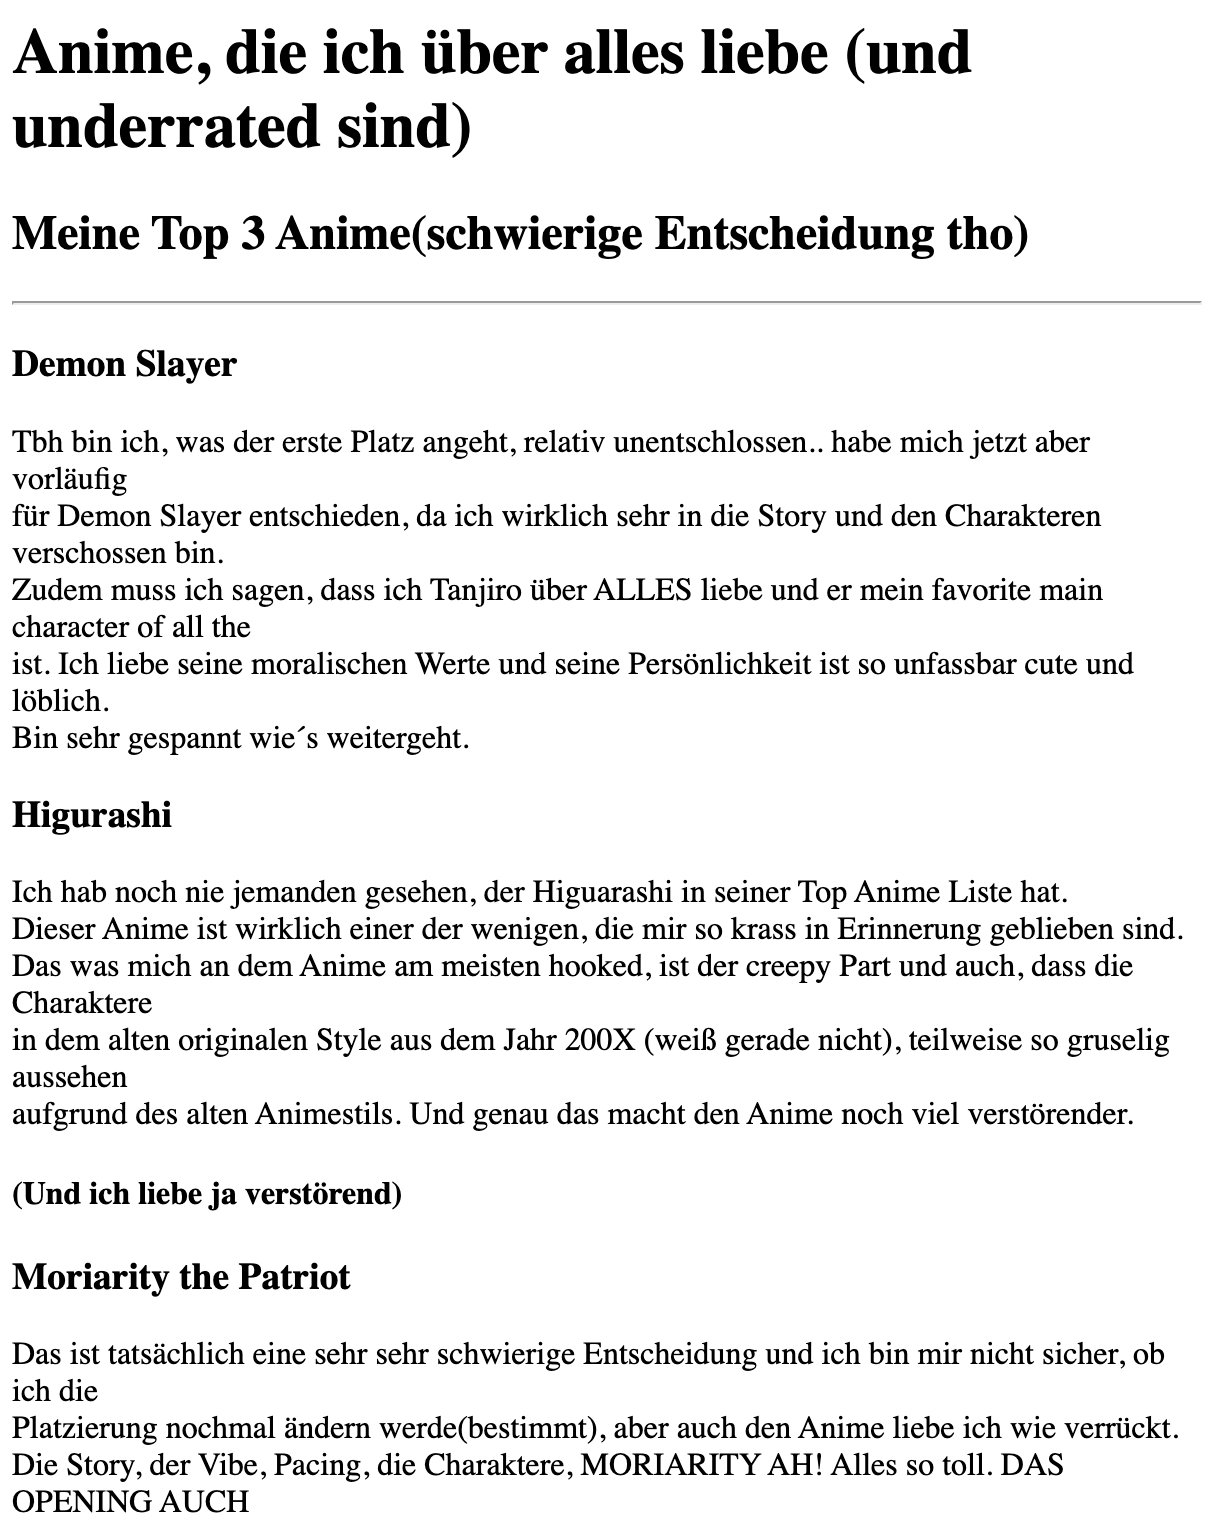 Anime, die ich über alles liebe (und
underrated sind)
Meine Top 3 Anime(schwierige Entscheidung tho)
Demon Slayer
Tbh bin ich, was der erste Platz angeht, relativ unentschlossen.. habe mich jetzt aber
vorläufig
für Demon Slayer entschieden, da ich wirklich sehr in die Story und den Charakteren
verschossen bin.
Zudem muss ich sagen, dass ich Tanjiro über ALLES liebe und er mein favorite main
character of all the
ist. Ich liebe seine moralischen Werte und seine Persönlichkeit ist so unfassbar cute und
löblich.
Bin sehr gespannt wie´s weitergeht.
Higurashi
Ich hab noch nie jemanden gesehen, der Higuarashi in seiner Top Anime Liste hat.
Dieser Anime ist wirklich einer der wenigen, die mir so krass in Erinnerung geblieben sind.
Das was mich an dem Anime am meisten hooked, ist der creepy Part und auch, dass die
Charaktere
in dem alten originalen Style aus dem Jahr 200X (weiß gerade nicht), teilweise so gruselig
aussehen
aufgrund des alten Animestils. Und genau das macht den Anime noch viel verstörender.
(Und ich liebe ja verstörend)
Moriarity the Patriot
Das ist tatsächlich eine sehr sehr schwierige Entscheidung und ich bin mir nicht sicher, ob
ich die
Platzierung nochmal ändern werde(bestimmt), aber auch den Anime liebe ich wie verrückt.
Die Story, der Vibe, Pacing, die Charaktere, MORIARITY AH! Alles so toll. DAS
OPENING AUCH